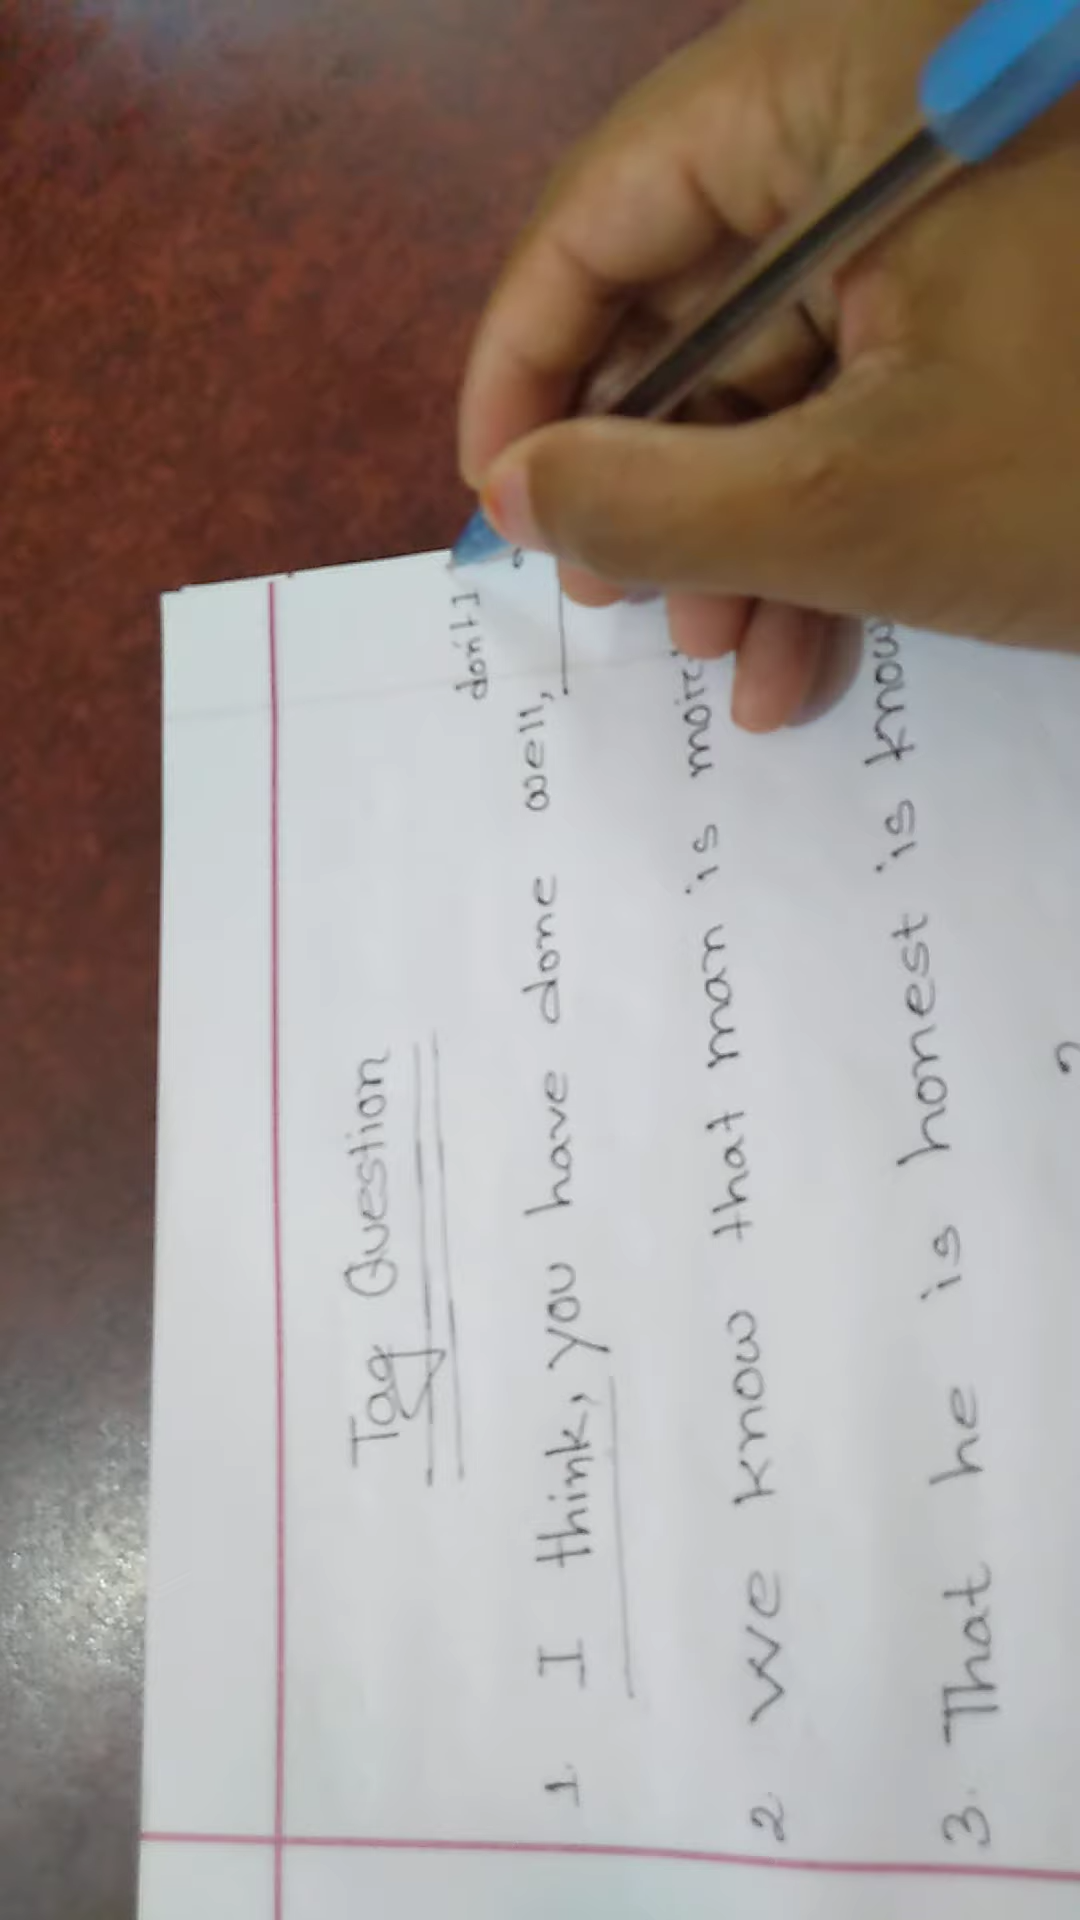 Tag Question
don't I
1. I think, you have done well, ?
2. We know that man is
3. That he is honest is
?